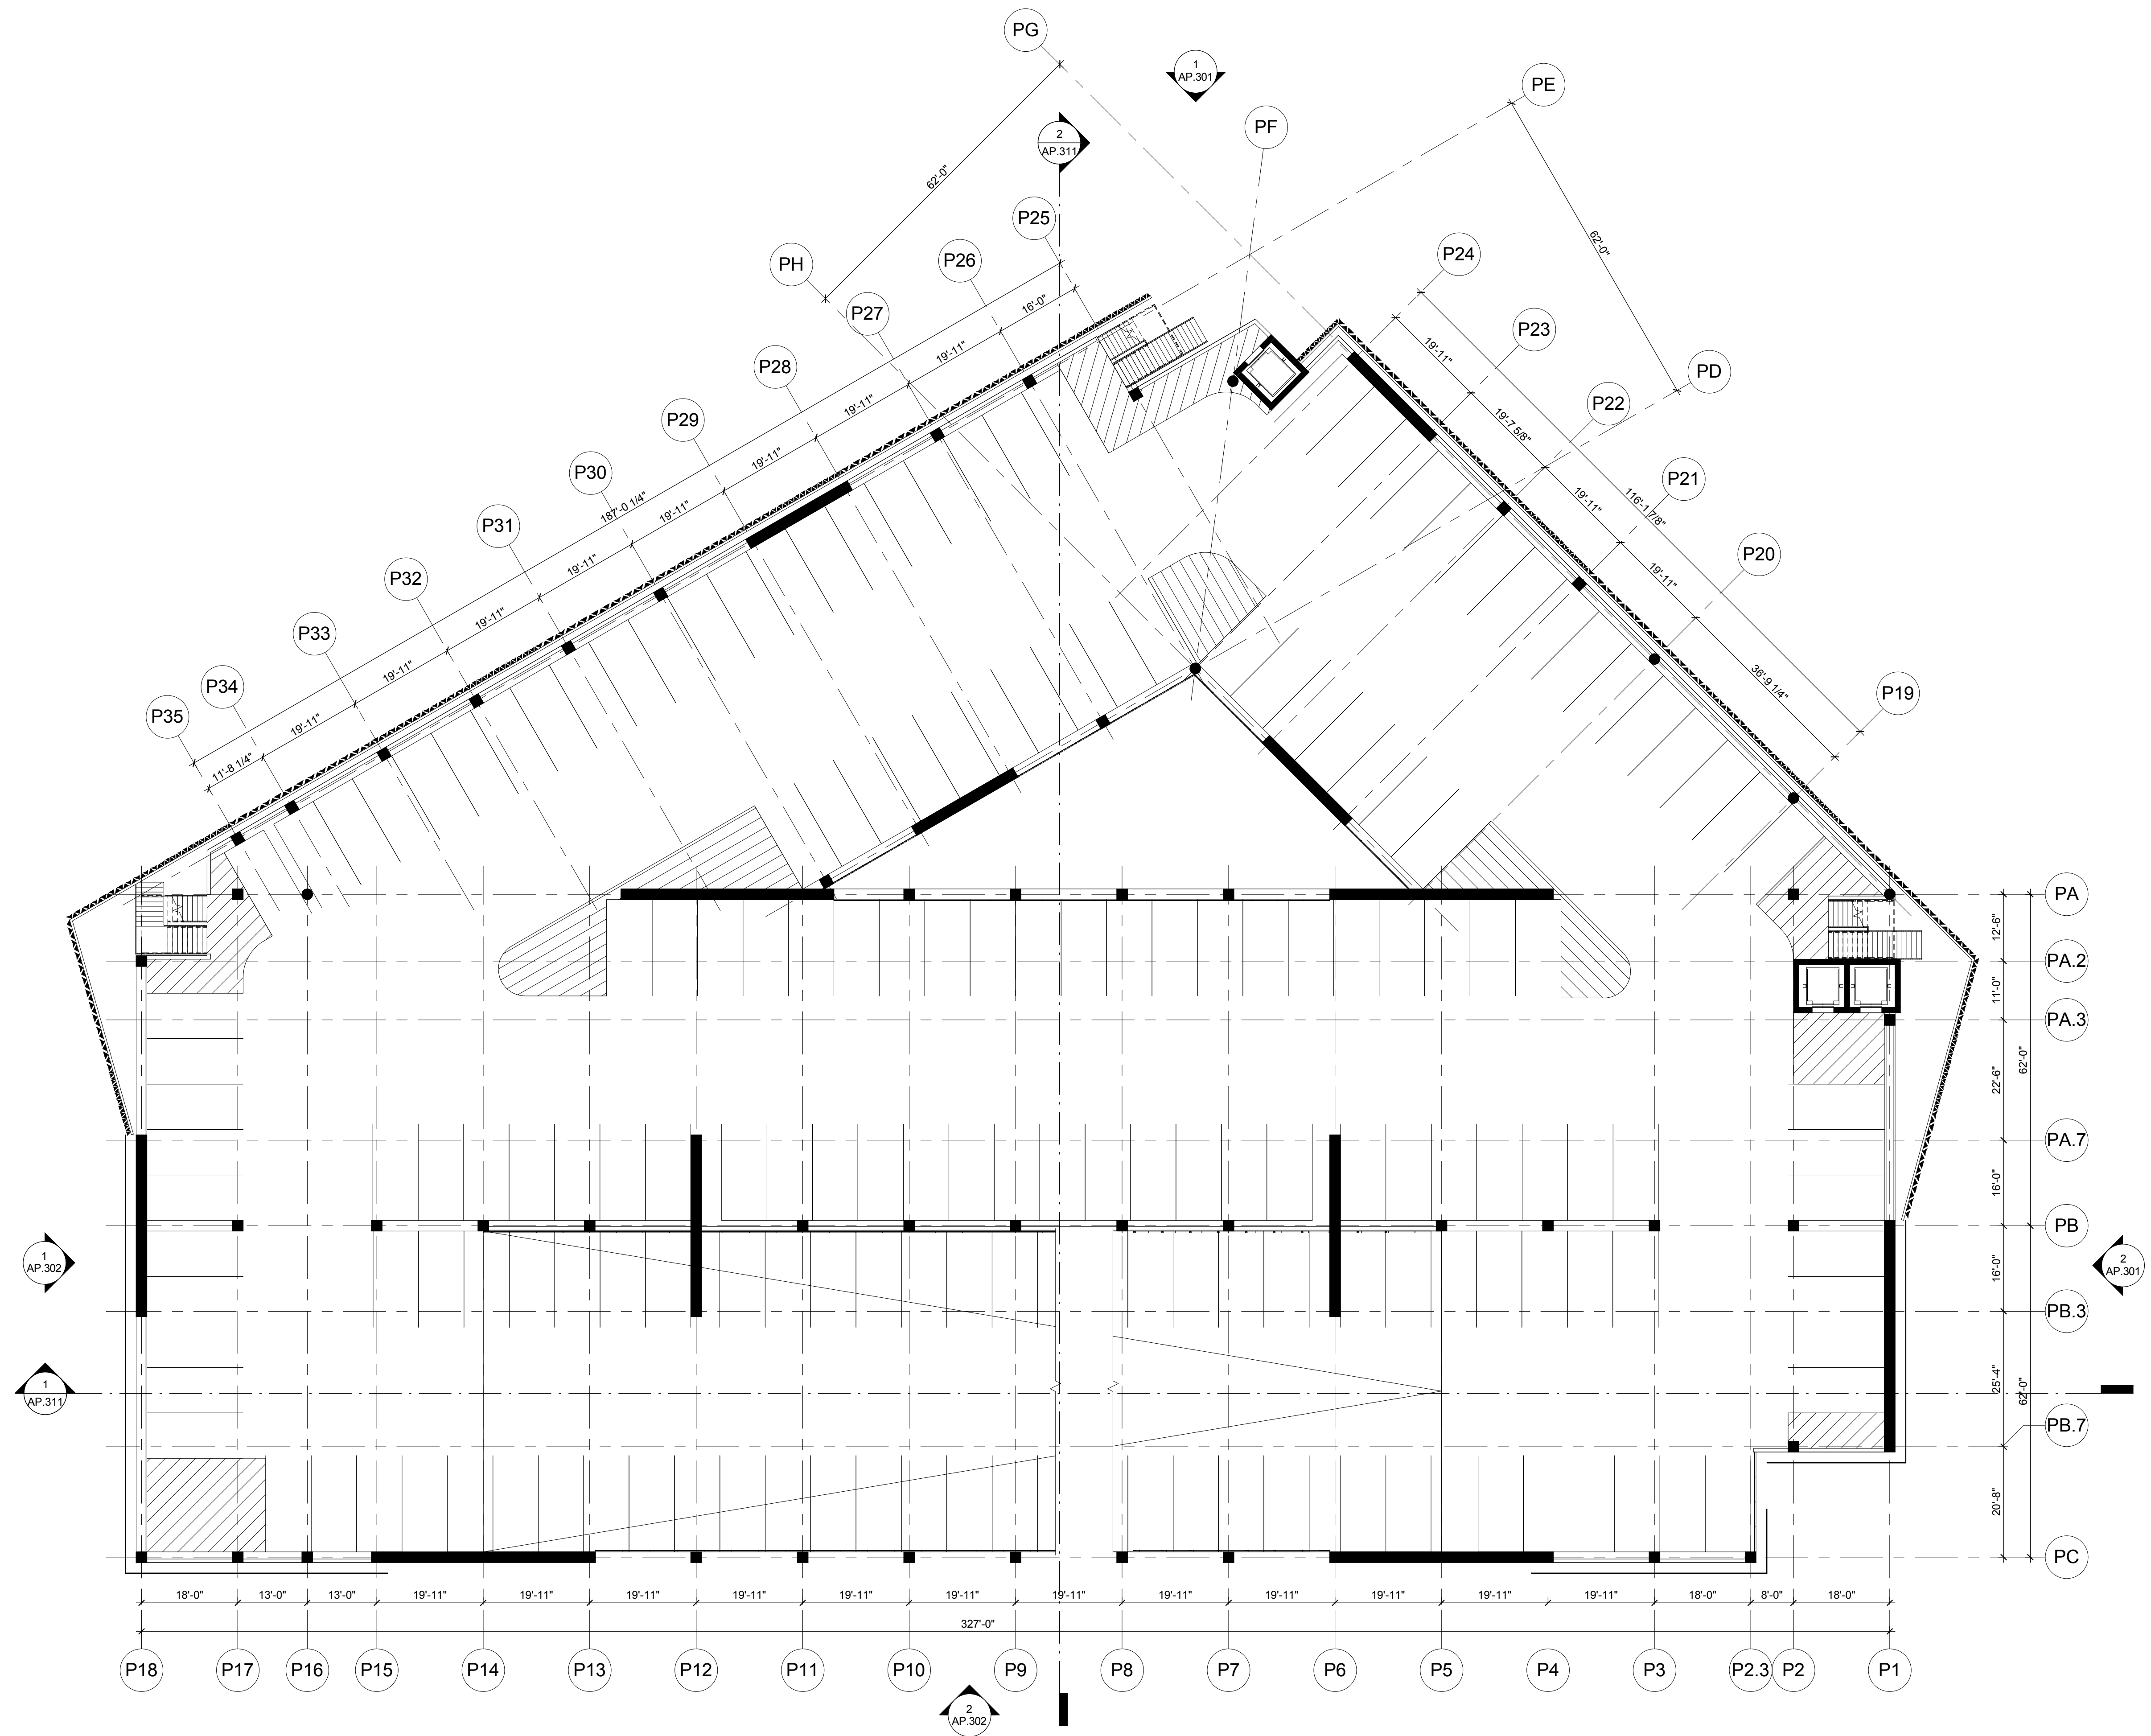 PG
1
AP.301
PE
PF
2
AP.311
62'-0"
62'-0"
P25
PH
P26
P24
P27
16'-0"
P23
19'-11"
19'-11"
P28
PD
19'-11"
19'-7 5/8"
P22
P29
19'-11"
187'-0 1/4"
19'-11"
116'-1 7/8"
P21
P30
19'-11"
P31
19'-11"
19'-11"
P20
P32
19'-11"
36'-9 1/4"
P33
19'-11"
P19
P34
19'-11"
P35
11'-8 1/4"
PA
12'-6"
PA.2
11'-0"
PA.3
22'-6"
62'-0"
PA.7
16'-0"
PB
1
AP.302
16'-0"
2
AP.301
PB.3
25'-4"
62'-0"
1
AP.311
PB.7
20'-8"
PC
18'-0"
13'-0"
13'-0"
19'-11"
19'-11"
19'-11"
19'-11"
19'-11"
19'-11"
19'-11"
19'-11"
19'-11"
19'-11"
19'-11"
19'-11"
18'-0"
8'-0"
18'-0"
327'-0"
P18
P17
P16
P15
P14
P13
P12
P11
P10
P9
P8
P7
P6
P5
P4
P3
P2.3
P2
P1
2
AP.302